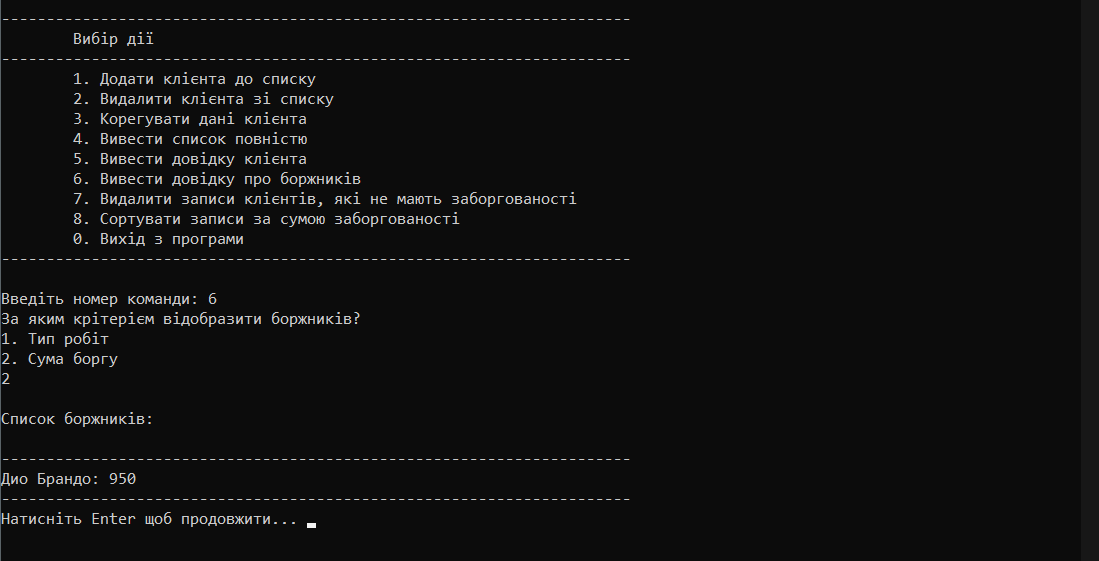 ----------------------------------------------------------------------
Вибір дії
----------------------------------------------------------------------
1. Додати клієнта до списку
2. Видалити клієнта зі списку
3. Корегувати дані клієнта
4. Вивести список повністю
5. Вивести довідку клієнта
6. Вивести довідку про боржників
7. Видалити записи клієнтів, які не мають заборгованості
8. Сортувати записи за сумою заборгованості
0. Вихід з програми
----------------------------------------------------------------------
Введіть номер команди: 6
За яким крітерієм відобразити боржників?
1. Тип робіт
2. Сума боргу
2
Список боржників:
----------------------------------------------------------------------
Дио Брандо: 950
----------------------------------------------------------------------
Натисніть Enter щоб продовжити...